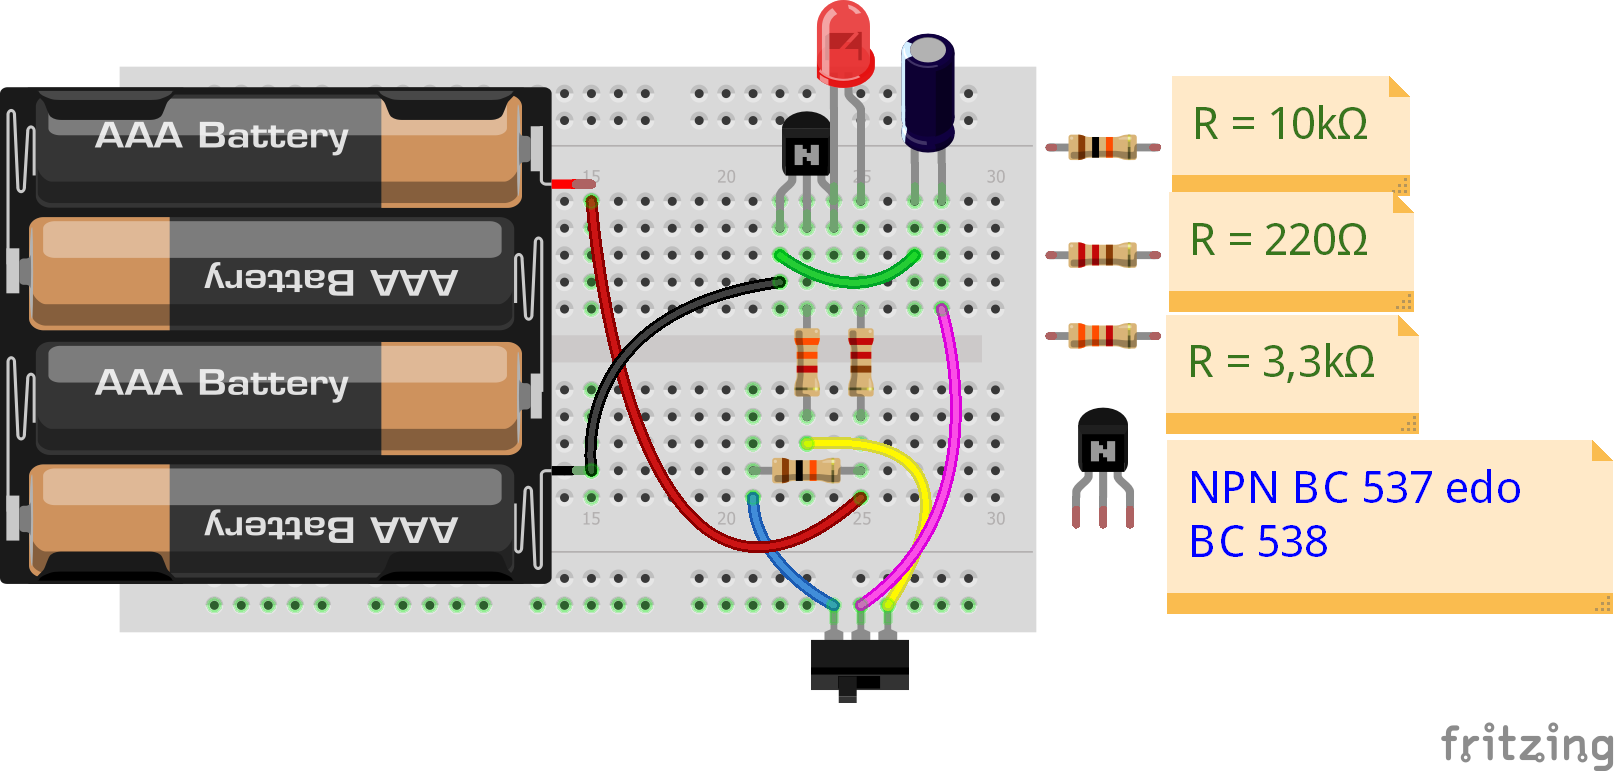 AAA Battery
AAA Battery
AAA Battery
AAA Battery
15
20
25
30
15
20
25
30
N
R = 10kΩ
R = 220Ω
R = 3,3kΩ
N
NPN BC 537 edo
BC 538
fritzing